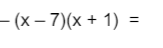 – (x – 7)(x + 1)  =